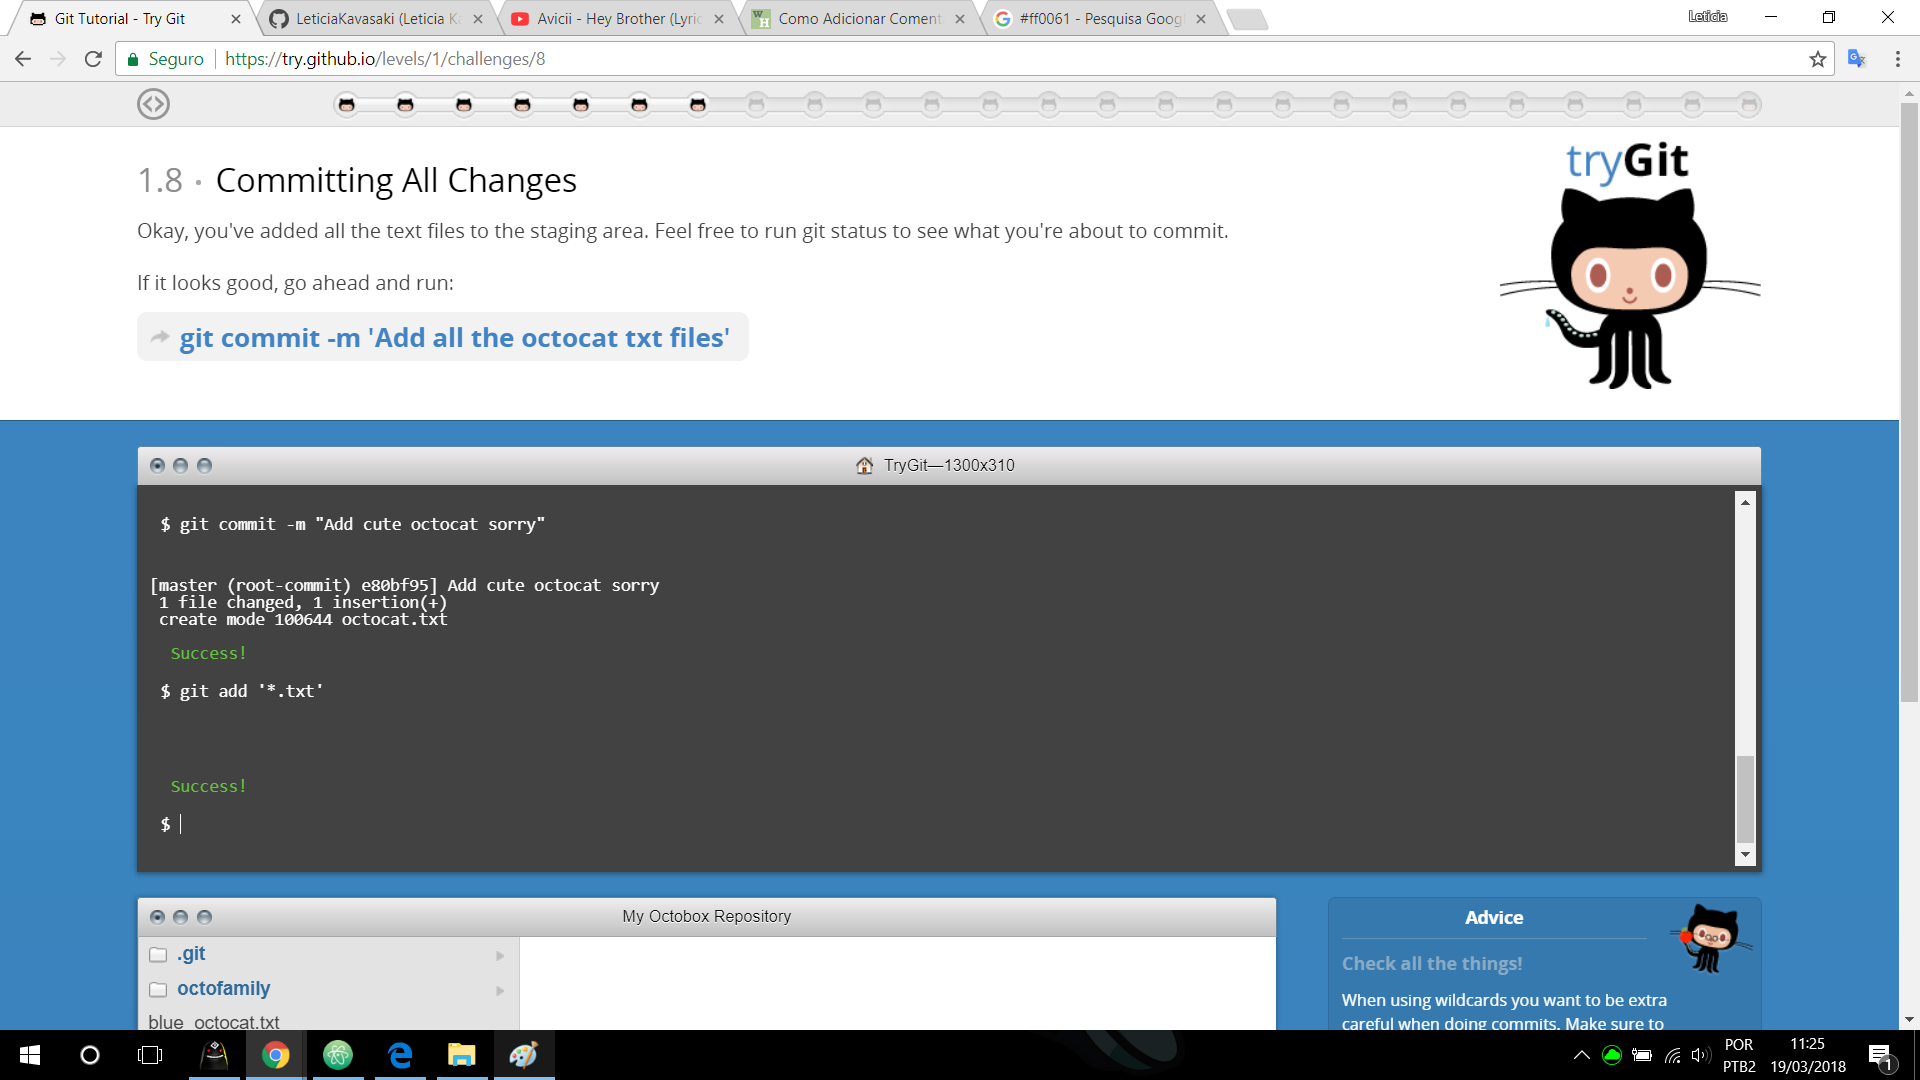 Git Tutorial - Try Git
LeticiaKavasaki (Leticia K
Avicii - Hey Brother (Lyric
Como Adicionar Coment
#ff0061 - Pesquisa Goog
Leticia
Seguro
https://try.github.io/levels/1/challenges/8
1.8 · Committing All Changes
tryGit
Okay, you've added all the text files to the staging area. Feel free to run git status to see what you're about to commit.
If it looks good, go ahead and run:
git commit -m 'Add all the octocat txt files'
TryGit—1300x310
$ git commit -m "Add cute octocat sorry"
[master (root-commit) e80bf95] Add cute octocat sorry
1 file changed, 1 insertion(+)
create mode 100644 octocat.txt
Success!
$ git add '*.txt'
Success!
$
My Octobox Repository
.git
octofamily
blue_octocat.txt
Advice
Check all the things!
When using wildcards you want to be extra
careful when doing commits. Make sure to
POR
PTB2
11:25
19/03/2018
1